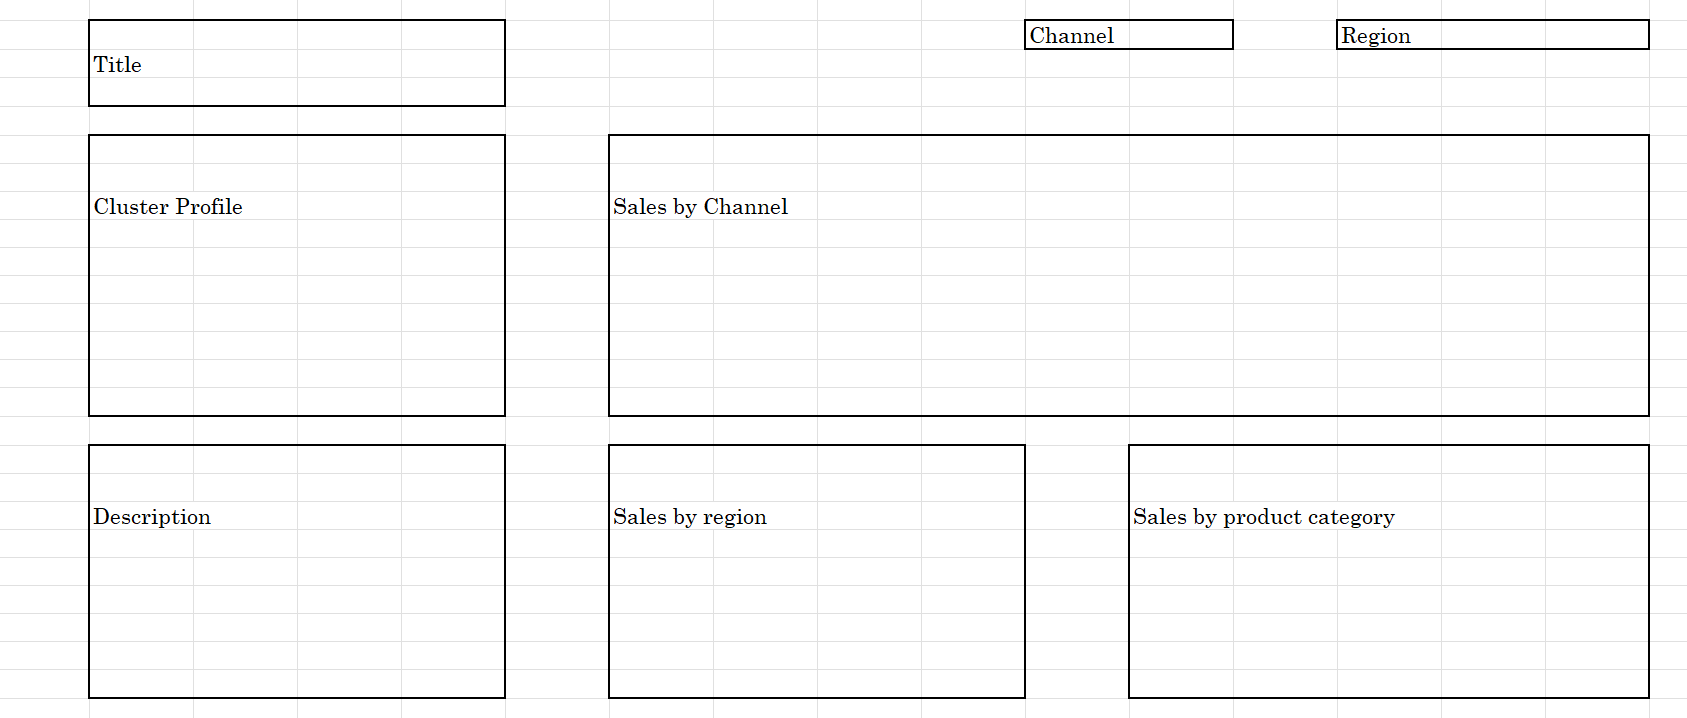 Title
Channel
Region
Cluster Profile
Sales by Channel
Description
Sales by region
Sales by product category